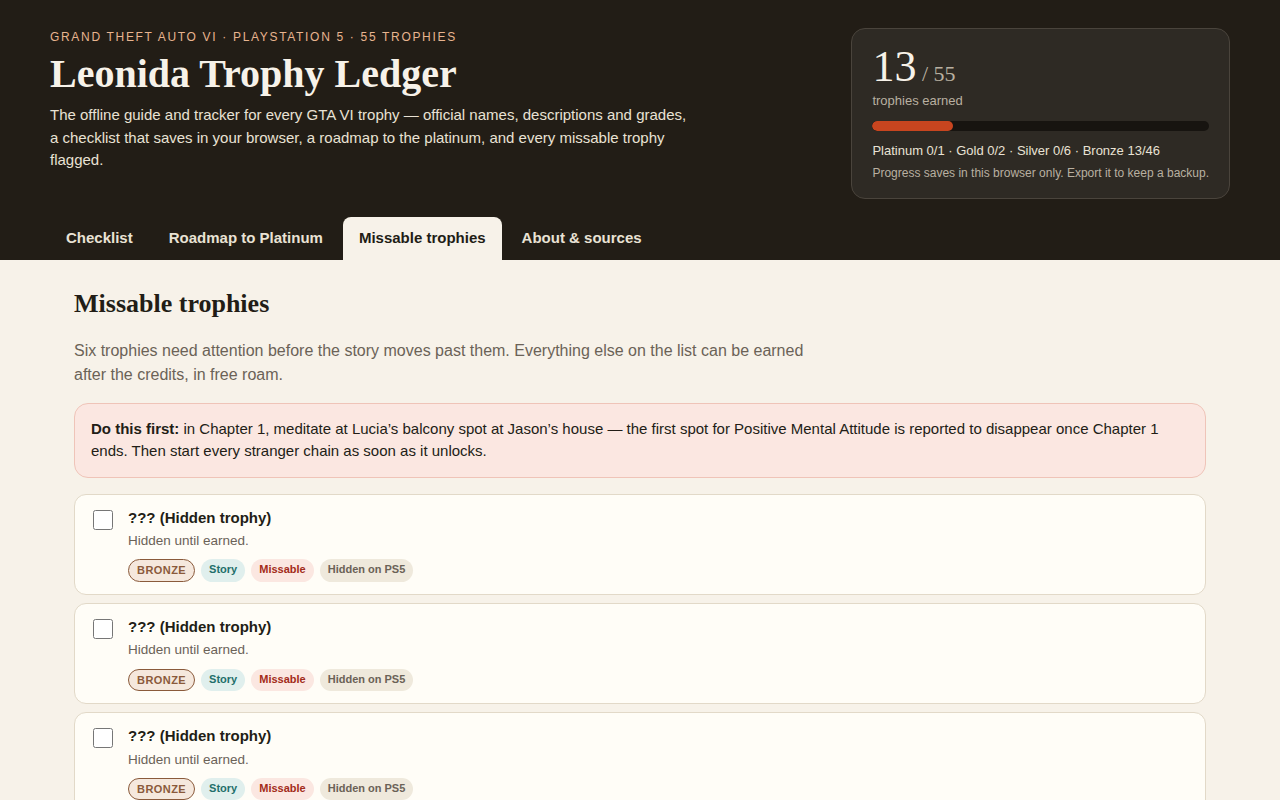 GRAND THEFT AUTO VI · PLAYSTATION 5 · 55 TROPHIES
Leonida Trophy Ledger
The offline guide and tracker for every GTA VI trophy — official names, descriptions and grades,
a checklist that saves in your browser, a roadmap to the platinum, and every missable trophy
flagged.
13 / 55
trophies earned
Platinum 0/1 · Gold 0/2 · Silver 0/6 · Bronze 13/46
Progress saves in this browser only. Export it to keep a backup.
Checklist
Roadmap to Platinum
Missable trophies
About & sources
Missable trophies
Six trophies need attention before the story moves past them. Everything else on the list can be earned
after the credits, in free roam.
Do this first: in Chapter 1, meditate at Lucia’s balcony spot at Jason’s house — the first spot for Positive Mental Attitude is reported to disappear once Chapter 1
ends. Then start every stranger chain as soon as it unlocks.
??? (Hidden trophy)
Hidden until earned.
BRONZE Story Missable Hidden on PS5
??? (Hidden trophy)
Hidden until earned.
BRONZE Story Missable Hidden on PS5
??? (Hidden trophy)
Hidden until earned.
BRONZE Story Missable Hidden on PS5